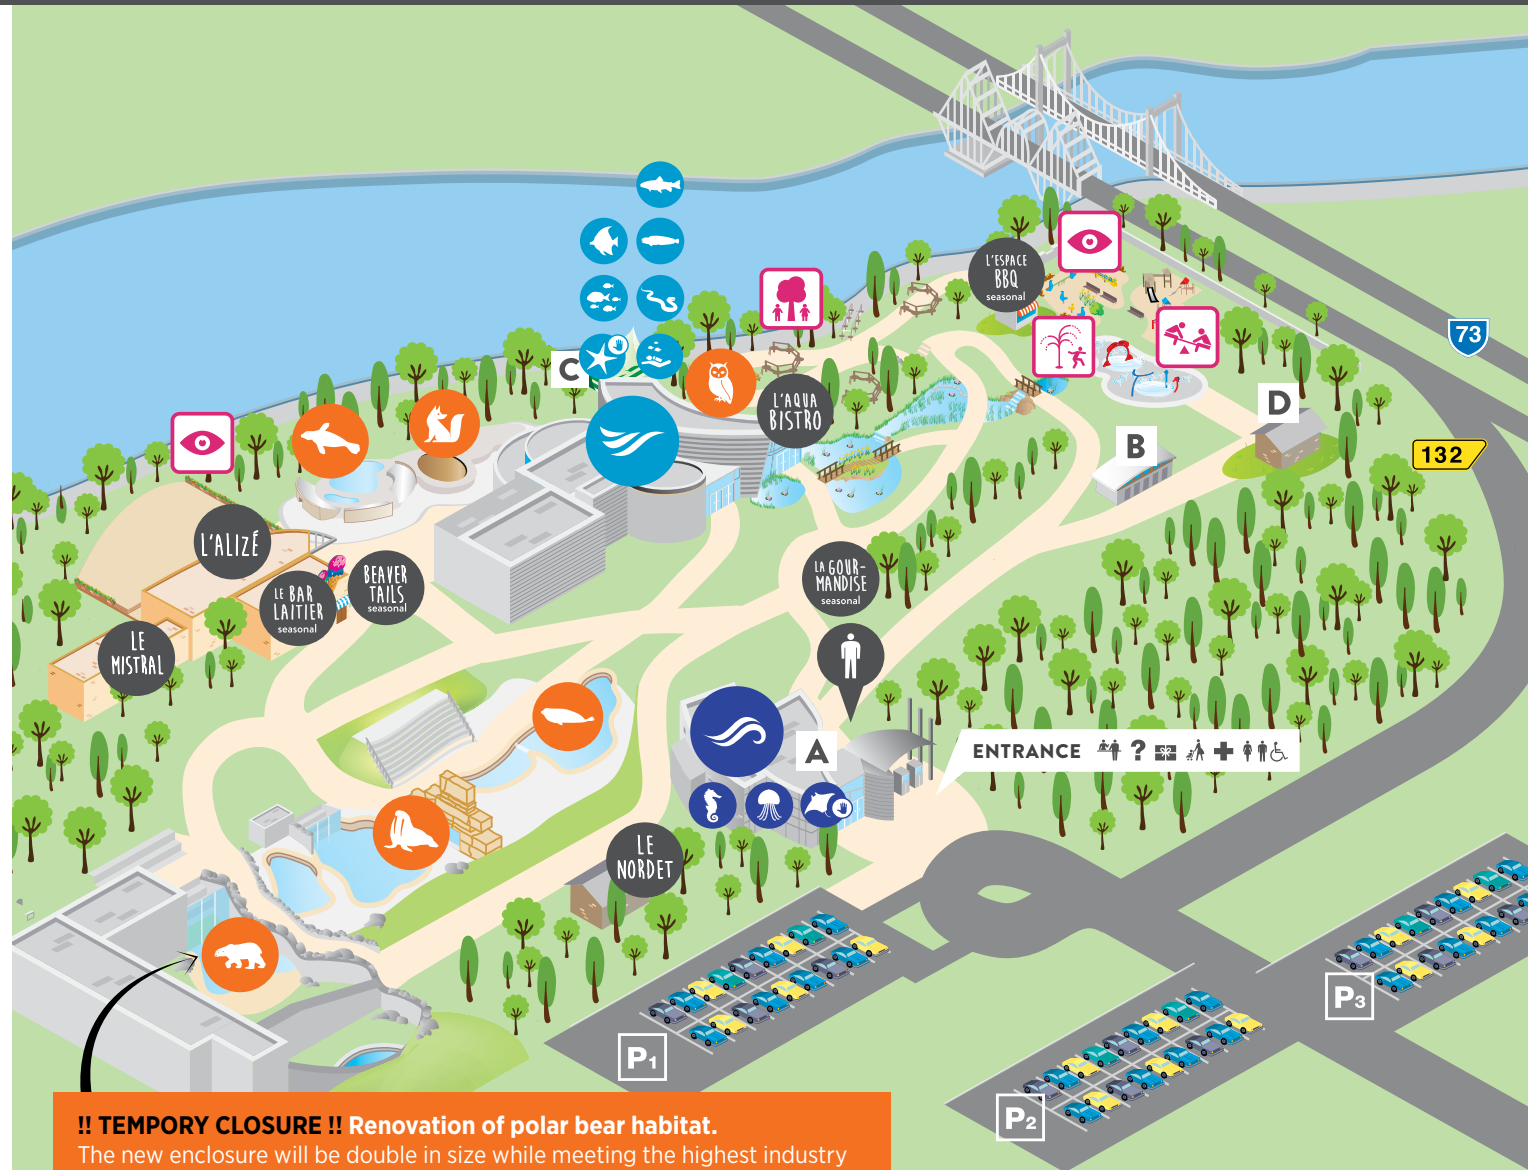 73
L'ESPACE
BBQ
seasonal
C
L'AQUA
BISTRO
D
B
132
L'ALIZÉ
LE BAR
LAITIER
seasonal
BEAVER
TAILS
seasonal
LA GOUR-
MANDISE
seasonal
LE
MISTRAL
A
ENTRANCE ?
LE
NORDET
P1
P2
P3
!! TEMPORY CLOSURE !! Renovation of polar bear habitat.
The new enclosure will be double in size while meeting the highest industry